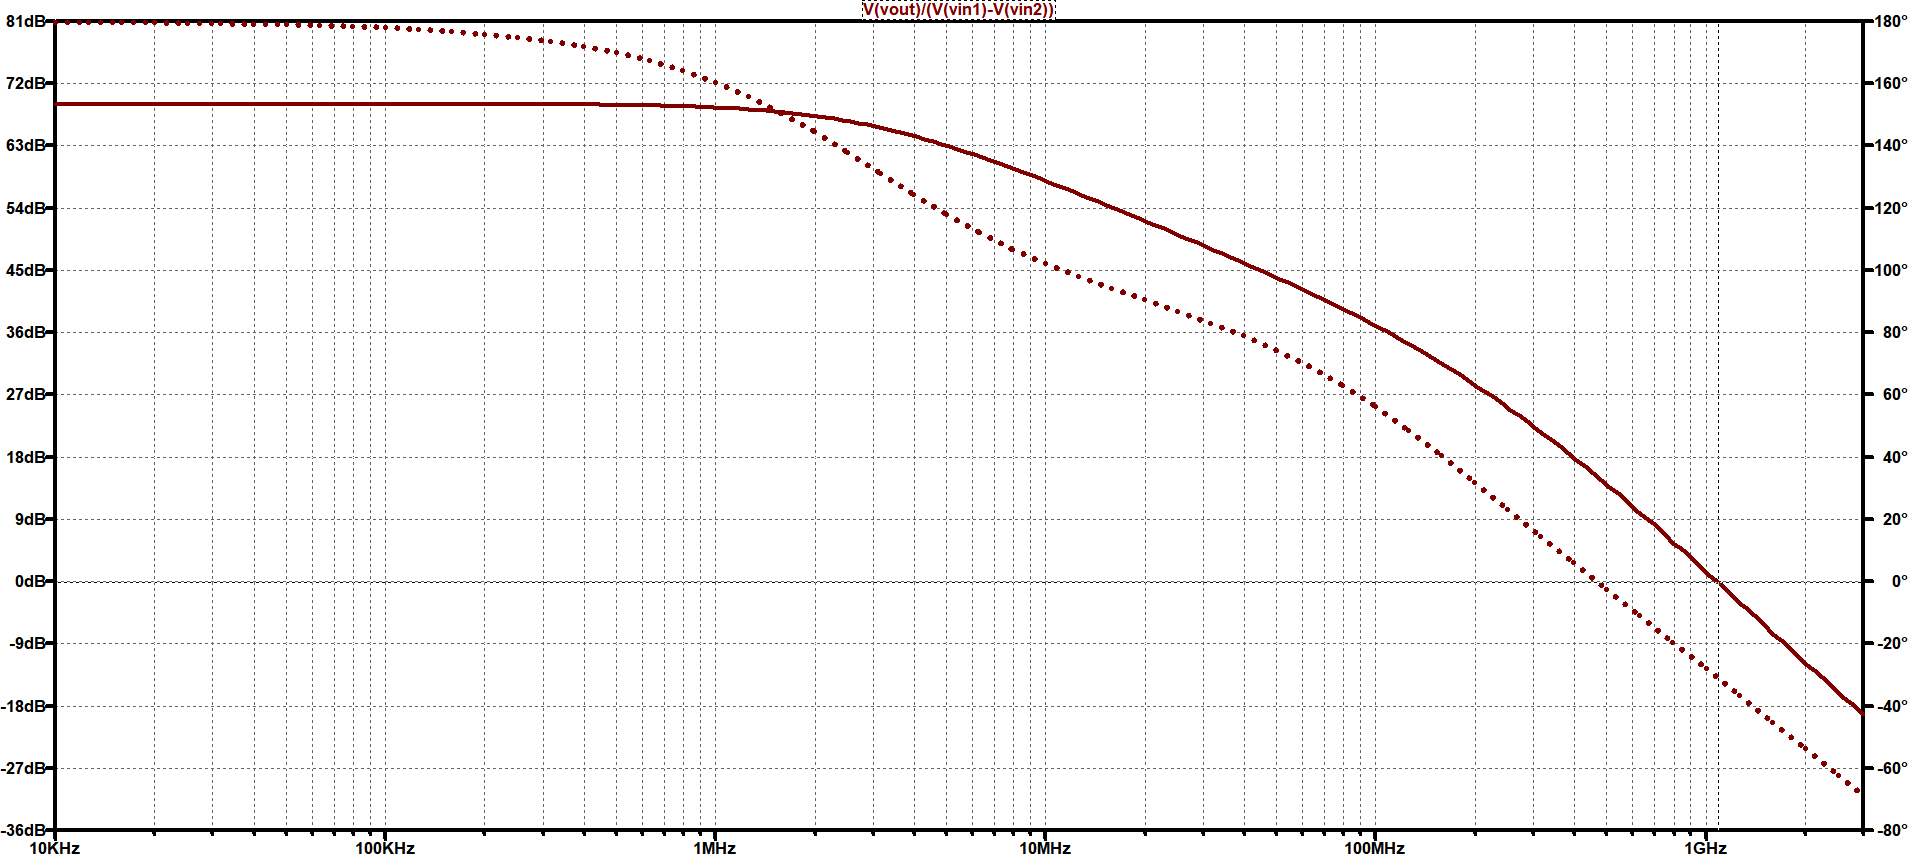 V(vout)/(V(vin1)-V(vin2))
81dB
72dB
63dB
54dB
45dB
36dB
27dB
18dB
9dB
0dB
-9dB
-18dB
-27dB
-36dB
180°
160°
140°
120°
100°
80°
60°
40°
20°
0°
-20°
-40°
-60°
-80°
10KHz 100KHz 1MHz 10MHz 100MHz 1GHz